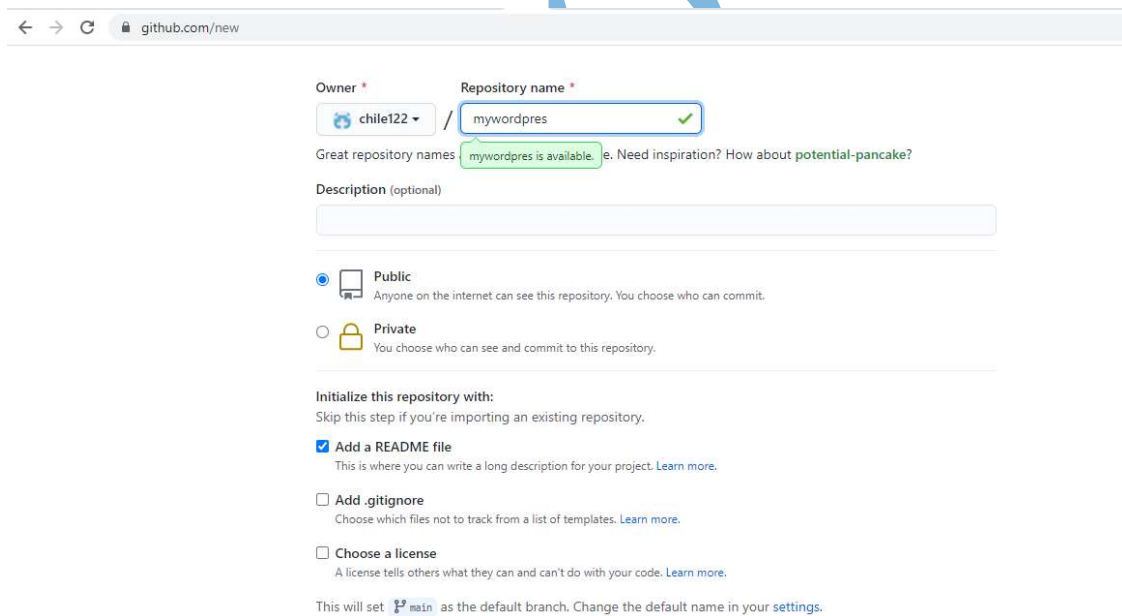 github.com/new
Owner * Repository name *
chile122 / mywordpres
Great repository names mywordpres is available. e. Need inspiration? How about potential-pancake?
Description (optional)
Public
Anyone on the internet can see this repository. You choose who can commit.
Private
You choose who can see and commit to this repository.
Initialize this repository with:
Skip this step if you're importing an existing repository.
Add a README file
This is where you can write a long description for your project. Learn more.
Add .gitignore
Choose which files not to track from a list of templates. Learn more.
Choose a license
A license tells others what they can and can't do with your code. Learn more.
This will set main as the default branch. Change the default name in your settings.